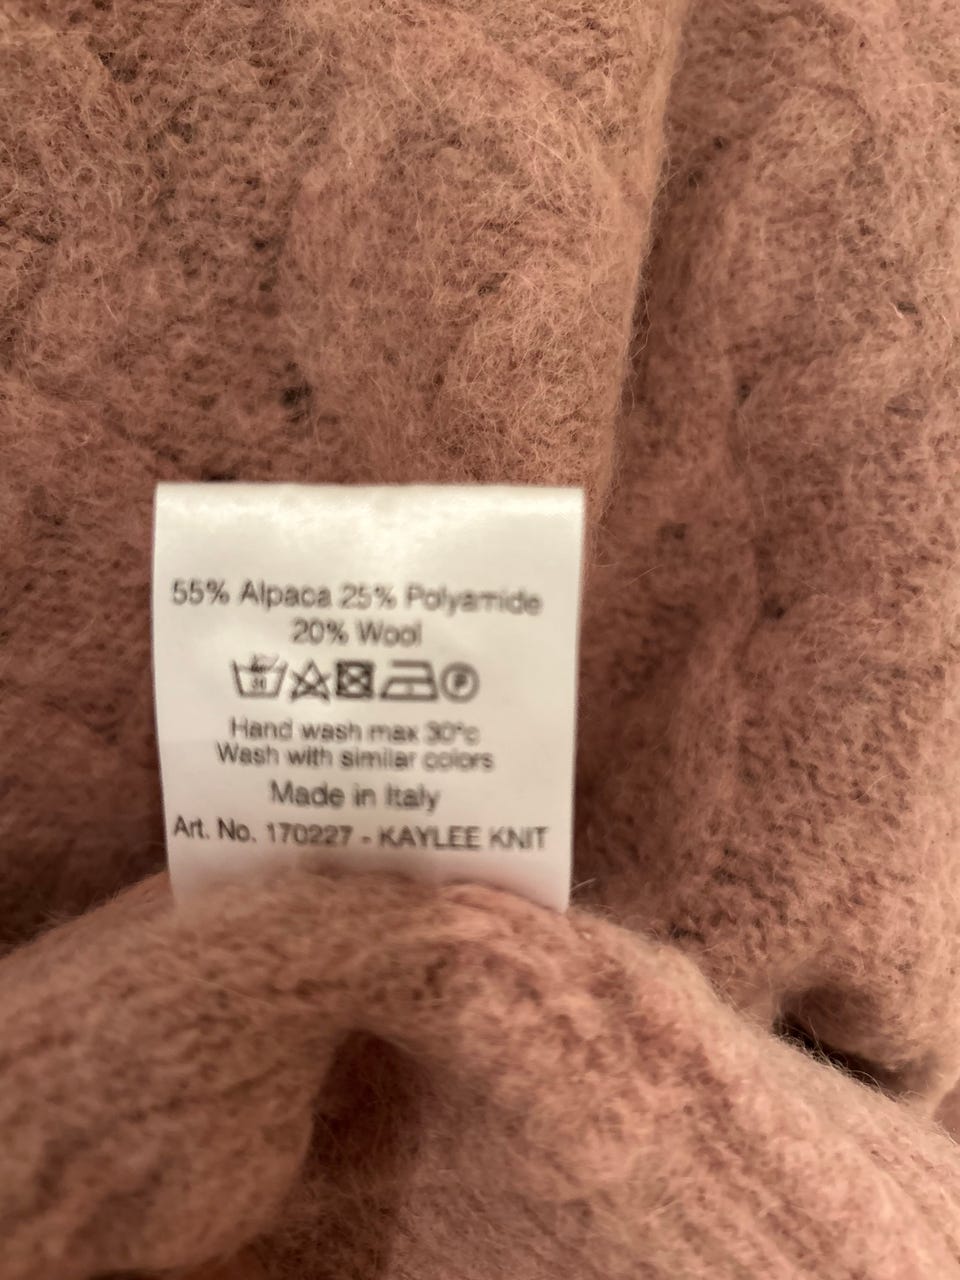 55% Alpaca 25% Polyamide
20% Wool
30
P
Hand wash max 30°c
Wash with similar colors
Made in Italy
Art. No. 170227 - KAYLEE KNIT